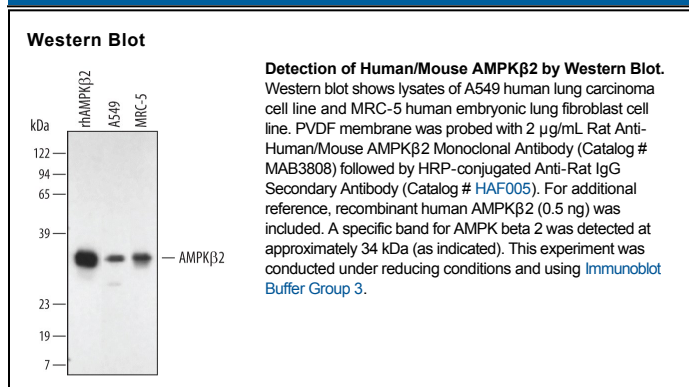 Western Blot
rhAMPKβ2
A549
MRC-5
kDa
122
94
65
39
AMPKβ2
23
19
7
Detection of Human/Mouse AMPKβ2 by Western Blot.
Western blot shows lysates of A549 human lung carcinoma
cell line and MRC-5 human embryonic lung fibroblast cell
line. PVDF membrane was probed with 2 µg/mL Rat Anti-
Human/Mouse AMPKβ2 Monoclonal Antibody (Catalog #
MAB3808) followed by HRP-conjugated Anti-Rat IgG
Secondary Antibody (Catalog # HAF005). For additional
reference, recombinant human AMPKβ2 (0.5 ng) was
included. A specific band for AMPK beta 2 was detected at
approximately 34 kDa (as indicated). This experiment was
conducted under reducing conditions and using Immunoblot
Buffer Group 3.